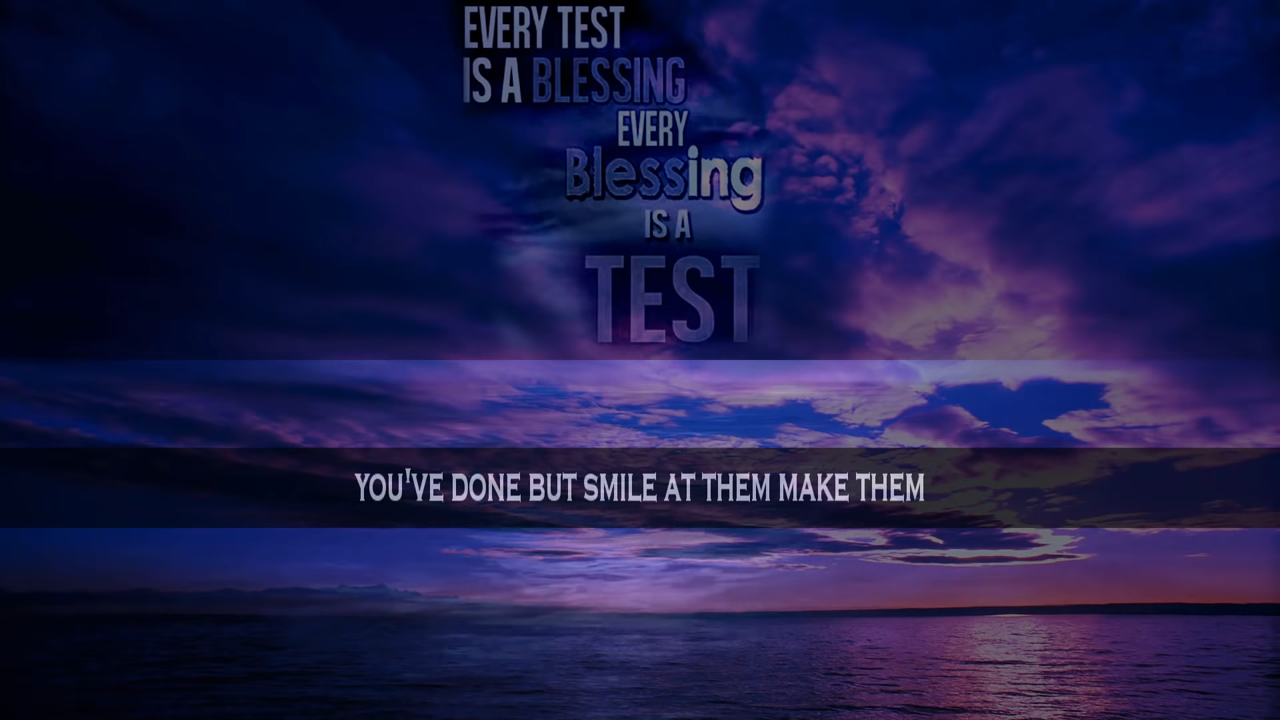 EVERY TEST
IS A BLESSING
EVERY
Blessing
IS A
TEST
YOU'VE DONE BUT SMILE AT THEM MAKE THEM